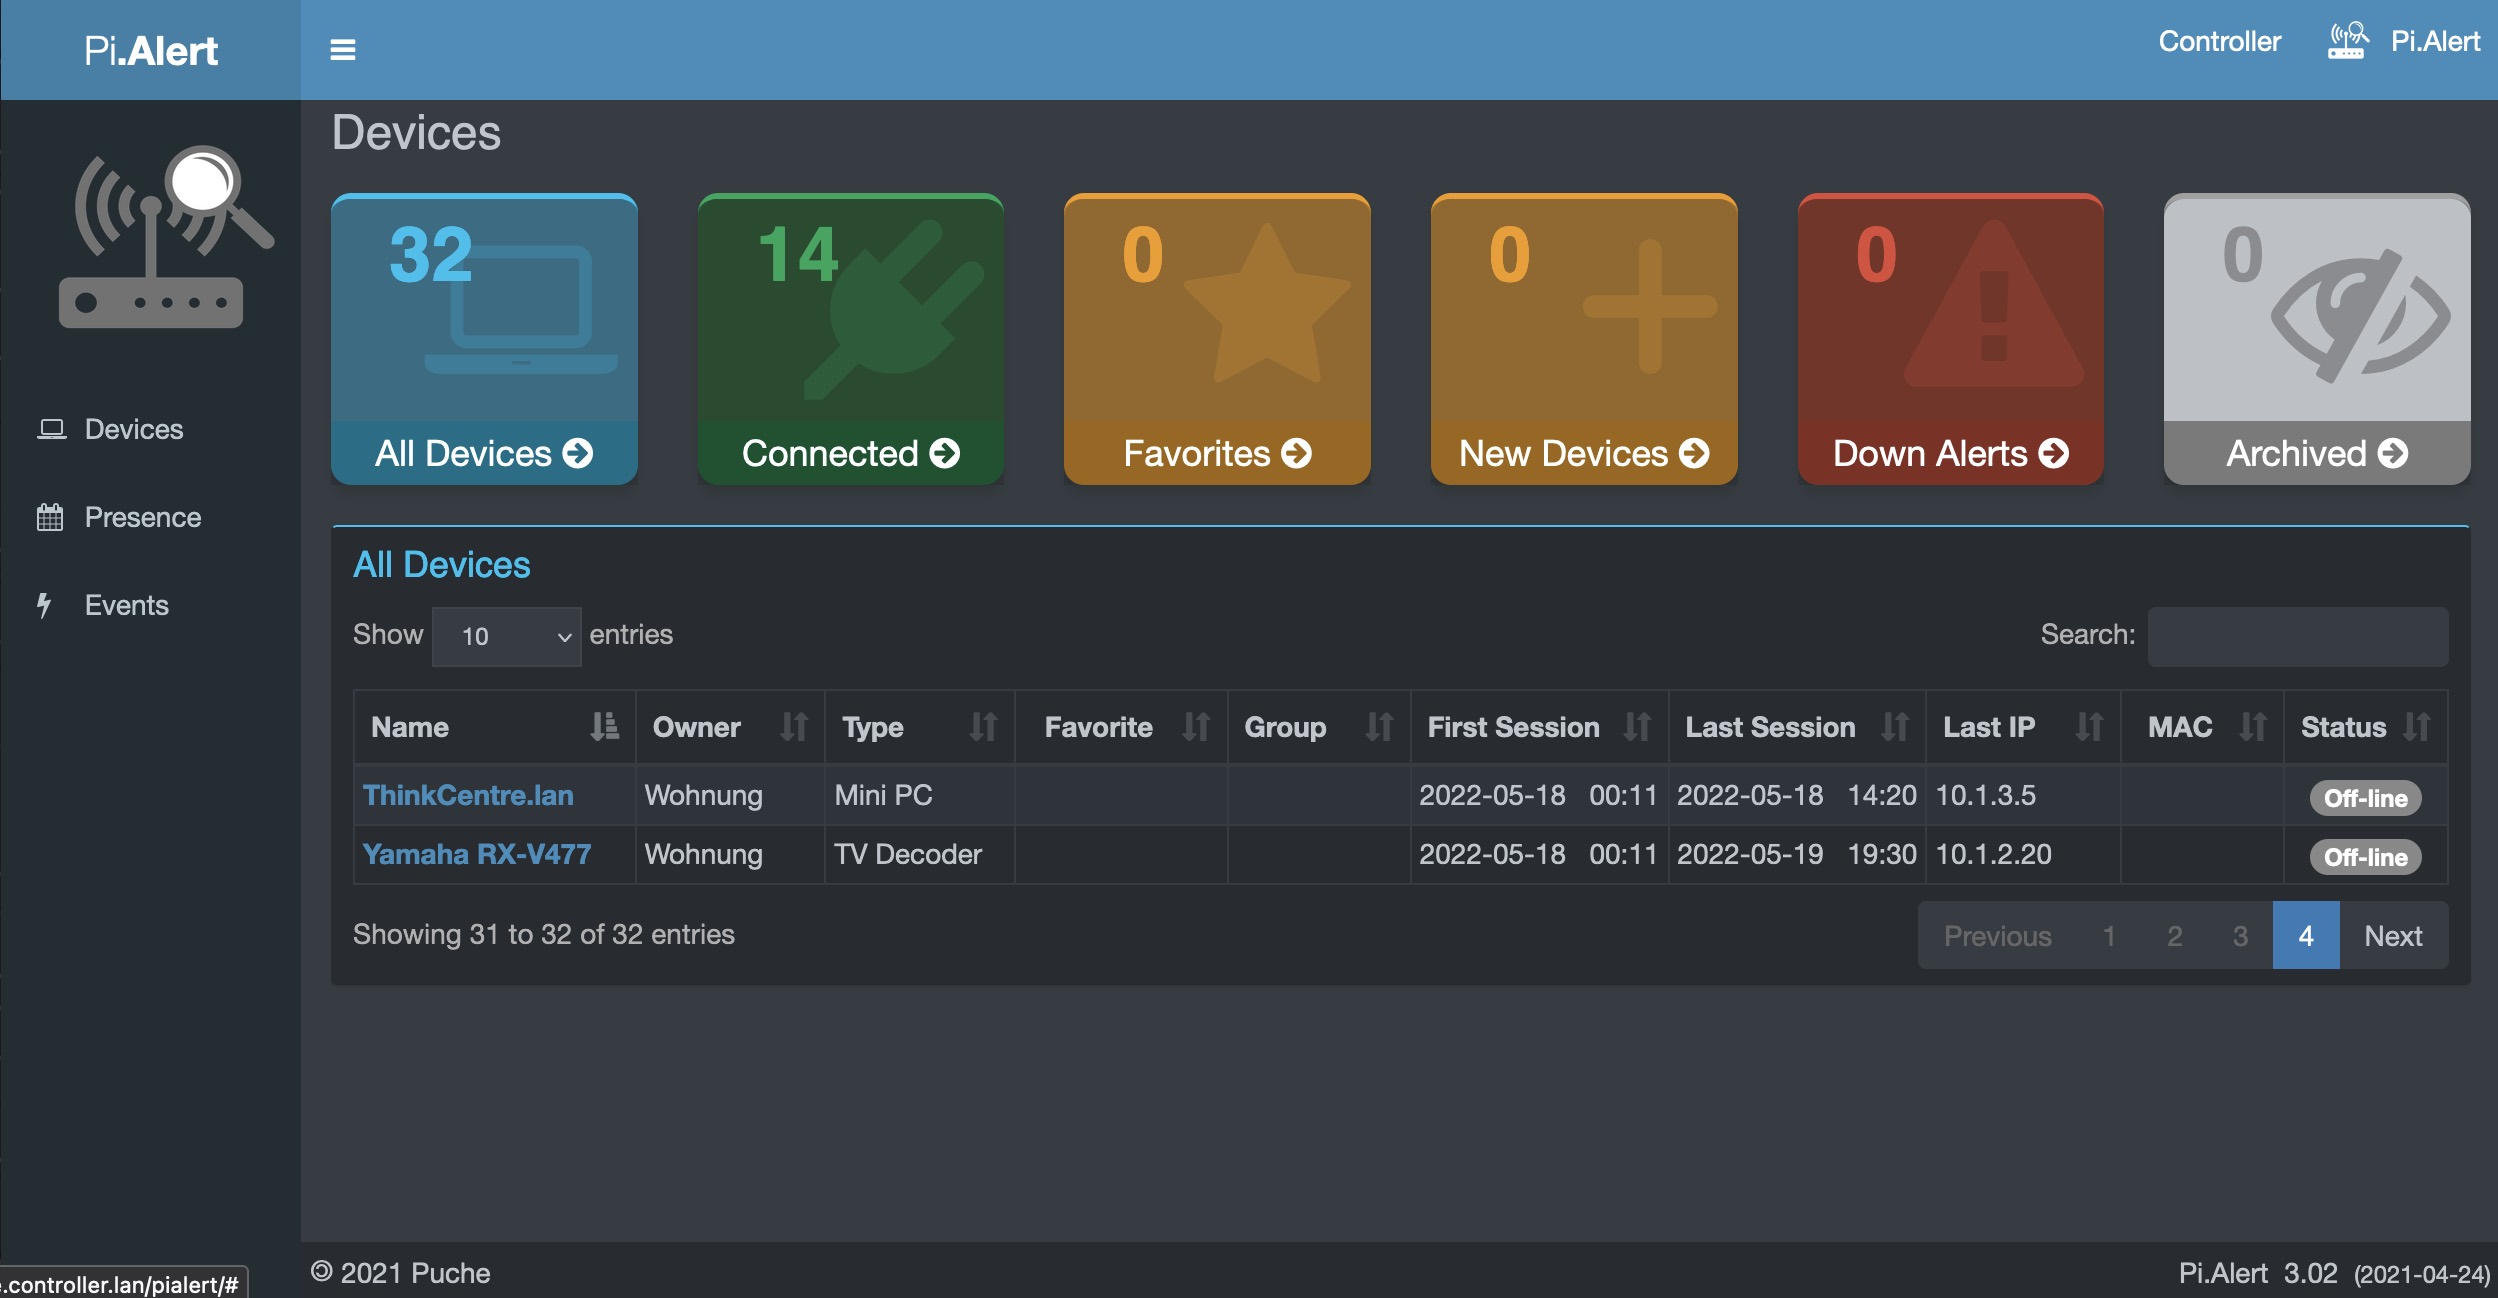 Pi.Alert
Controller
Pi.Alert
Devices
Presence
Events
Devices
32
All Devices
14
Connected
0
Favorites
0
New Devices
0
Down Alerts
0
Archived
All Devices
Show 10 entries
Search:
Name Owner Type Favorite Group First Session Last Session Last IP MAC Status
ThinkCentre.lan Wohnung Mini PC 2022-05-18 00:11 2022-05-18 14:20 10.1.3.5 Off-line
Yamaha RX-V477 Wohnung TV Decoder 2022-05-18 00:11 2022-05-19 19:30 10.1.2.20 Off-line
Showing 31 to 32 of 32 entries
Previous 1 2 3 4 Next
2021 Puche
Pi.Alert 3.02 (2021-04-24)
.controller.lan/pialert/#